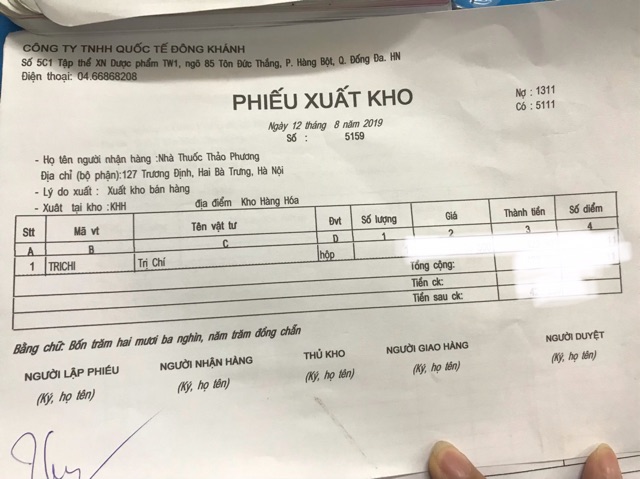 CÔNG TY TNHH QUỐC TẾ ĐÔNG KHÁNH
Số 5C1 Tập thể XN Dược phẩm TW1, ngõ 85 Tôn Đức Thắng, P. Hàng Bột, Q. Đống Đa. HN
Điện thoại: 04.66868208
PHIẾU XUẤT KHO
Nợ : 1311
Có : 5111
Ngày 12 tháng 8 năm 2019
Số : 5159
- Họ tên người nhận hàng :Nhà Thuốc Thảo Phương
Địa chỉ (bộ phận):127 Trương Định, Hai Bà Trưng, Hà Nội
- Lý do xuất : Xuất kho bán hàng
- Xuất tại kho :KHH địa điểm Kho Hàng Hóa
Stt Mã vt Tên vật tư Đvt Số lượng Giá Thành tiền Số điểm
A B C D 1 2 3 4
1 TRICHI Trị Chí hộp
Tổng cộng:
Tiền ck:
Tiền sau ck:
Bằng chữ: Bốn trăm hai mươi ba nghìn, năm trăm đồng chẵn
NGƯỜI LẬP PHIẾU NGƯỜI NHẬN HÀNG THỦ KHO NGƯỜI GIAO HÀNG NGƯỜI DUYỆT
(Ký, họ tên) (Ký, họ tên) (Ký, họ tên) (Ký, họ tên) (Ký, họ tên)